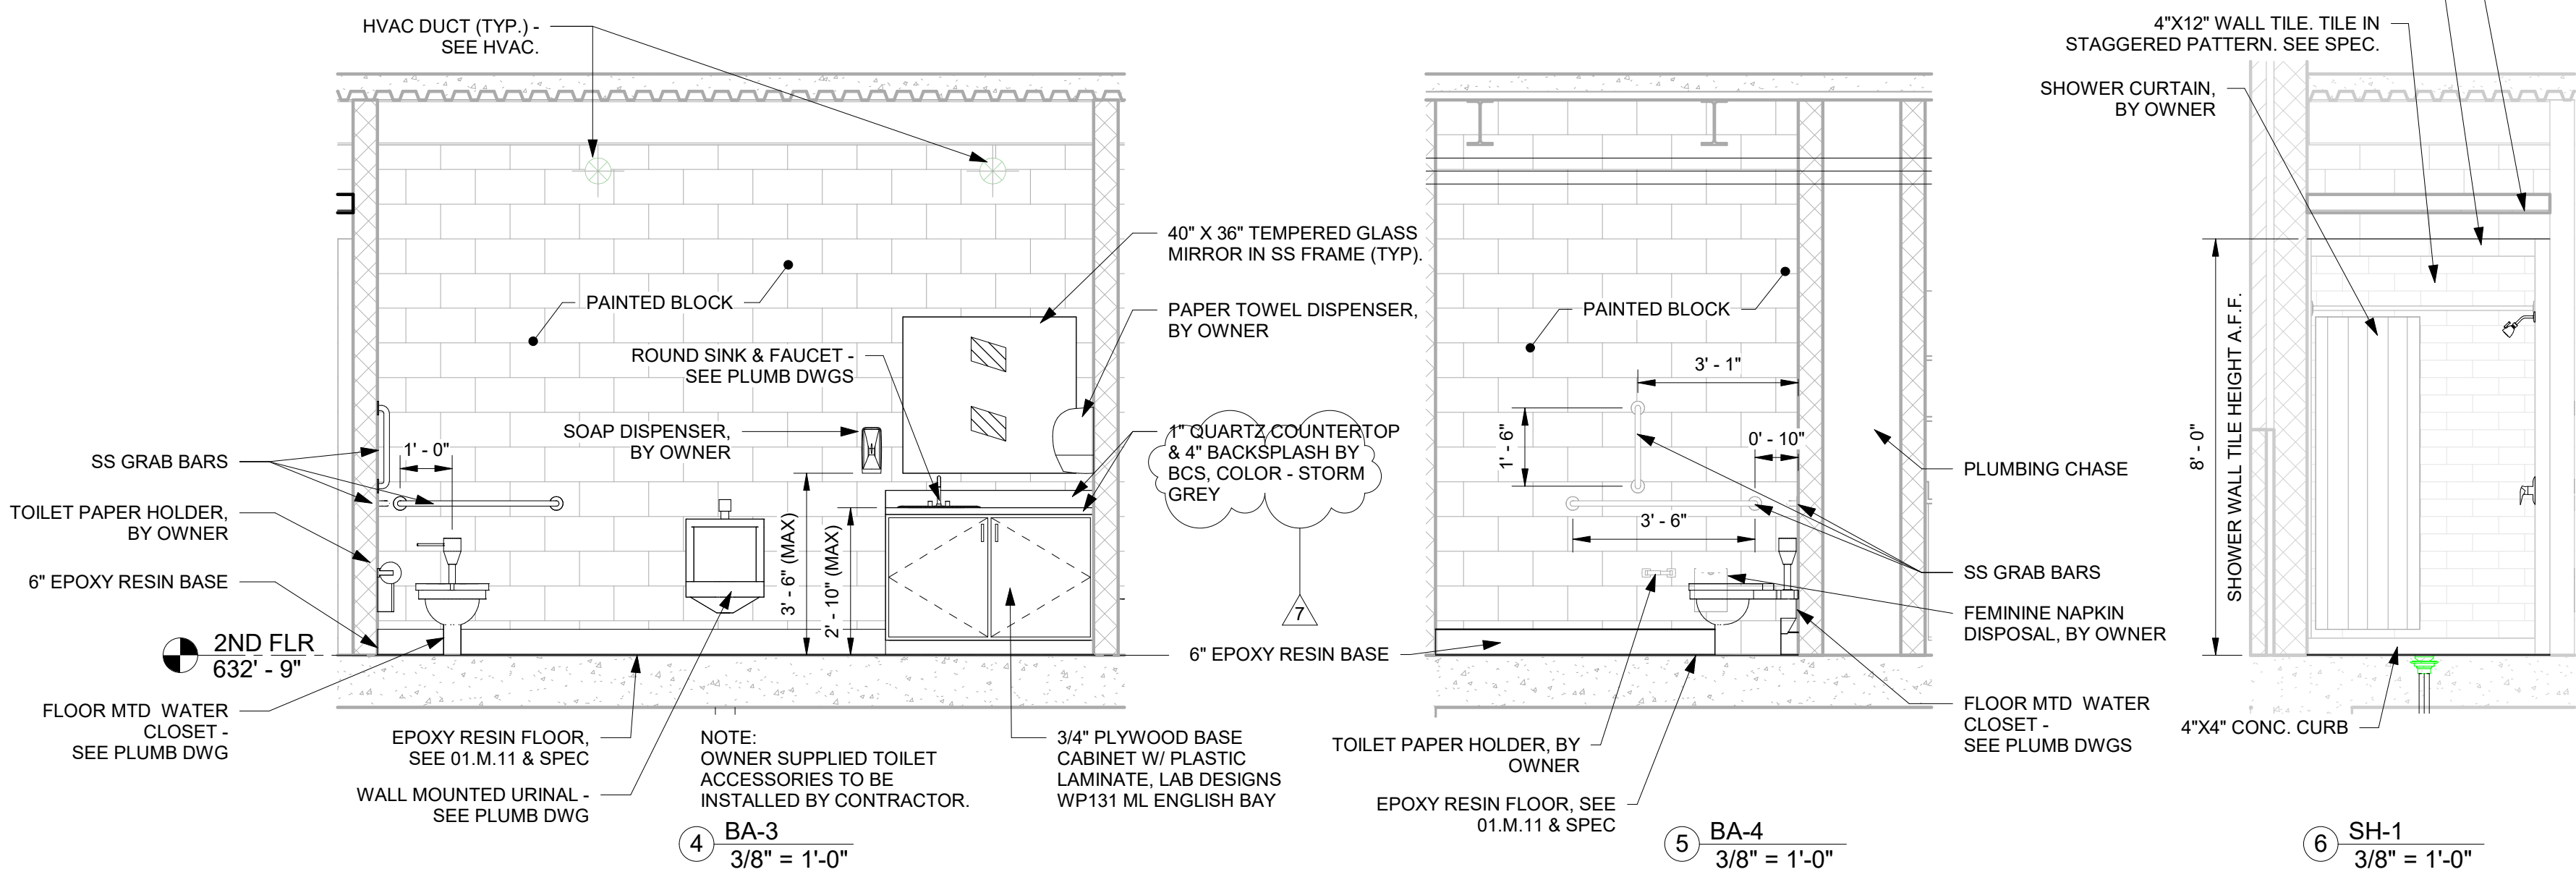 HVAC DUCT (TYP.) -
SEE HVAC.
40" X 36" TEMPERED GLASS
MIRROR IN SS FRAME (TYP).
PAINTED BLOCK
PAPER TOWEL DISPENSER,
BY OWNER
ROUND SINK & FAUCET -
SEE PLUMB DWGS
SOAP DISPENSER,
BY OWNER
1" QUARTZ COUNTERTOP
& 4" BACKSPLASH BY
BCS, COLOR - STORM
GREY
7
1' - 0"
SS GRAB BARS
TOILET PAPER HOLDER,
BY OWNER
6" EPOXY RESIN BASE
3' - 6" (MAX)
2' - 10" (MAX)
2ND FLR
632' - 9"
FLOOR MTD WATER
CLOSET -
SEE PLUMB DWG
EPOXY RESIN FLOOR,
SEE 01.M.11 & SPEC
WALL MOUNTED URINAL -
SEE PLUMB DWG
NOTE:
OWNER SUPPLIED TOILET
ACCESSORIES TO BE
INSTALLED BY CONTRACTOR.
3/4" PLYWOOD BASE
CABINET W/ PLASTIC
LAMINATE, LAB DESIGNS
WP131 ML ENGLISH BAY
4
BA-3
3/8" = 1'-0"
PAINTED BLOCK
3' - 1"
1' - 6"
0' - 10"
3' - 6"
PLUMBING CHASE
SS GRAB BARS
FEMININE NAPKIN
DISPOSAL, BY OWNER
6" EPOXY RESIN BASE
FLOOR MTD WATER
CLOSET -
SEE PLUMB DWGS
TOILET PAPER HOLDER, BY
OWNER
EPOXY RESIN FLOOR, SEE
01.M.11 & SPEC
5
BA-4
3/8" = 1'-0"
4"X12" WALL TILE. TILE IN
STAGGERED PATTERN. SEE SPEC.
SHOWER CURTAIN,
BY OWNER
8' - 0"
SHOWER WALL TILE HEIGHT A.F.F.
4"X4" CONC. CURB
6
SH-1
3/8" = 1'-0"